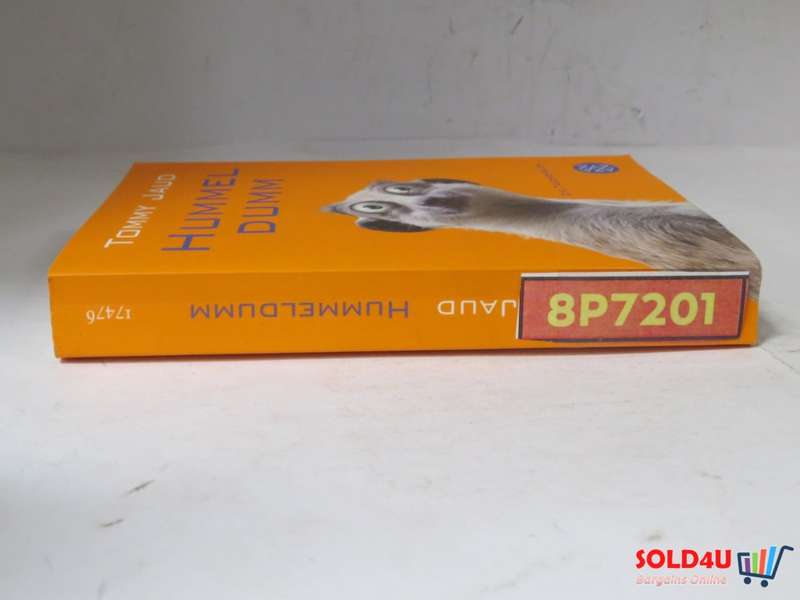 TOMMY JAUD
HUMMEL
DUMM
17476
HUMMELDUMM
JAUD
8P7201
SOLD4U
Bargains Online